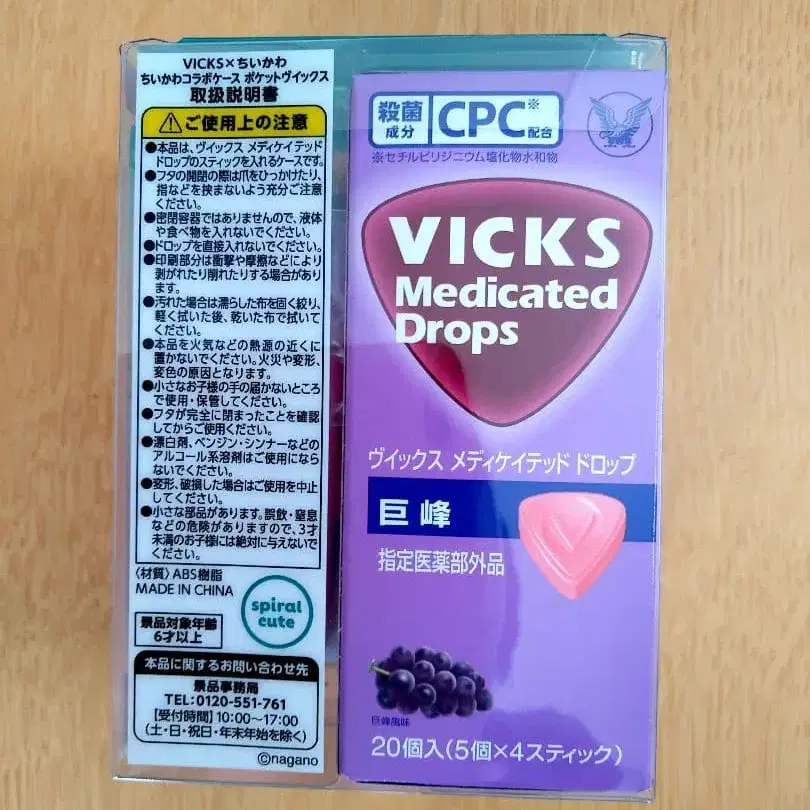 VICKS×ちいかわ
ちいかわコラボケース ポケットヴイックス
取扱説明書
⚠ご使用上の注意
●本品は、ヴイックス メディケイテッド
ドロップのスティックを入れるケースです。
●フタの開閉の際は爪をひっかけたり、
指などを挟まないよう充分ご注意
ください。
●密閉容器ではありませんので、液体
や食べ物を入れないでください。
●ドロップを直接入れないでください。
●印刷部分は衝撃や摩擦などにより
剥がれたり削れたりする場合があり
ます。
●汚れた場合は濡らした布を固く絞り、
軽く拭いた後、乾いた布で拭いて
ください。
●本品を火気などの熱源の近くに
置かないでください。火災や変形、
変色の原因となります。
●小さなお子様の手の届かないところ
で使用・保管してください。
●フタが完全に閉まったことを確認
してからご使用ください。
●漂白剤、ベンジン・シンナーなどの
アルコール系溶剤はご使用になら
ないでください。
●変形、破損した場合はご使用を中止
してください。
●小さな部品があります。誤飲・窒息
などの危険がありますので、3才
未満のお子様には絶対に与えないで
ください。
〈材質〉ABS樹脂
MADE IN CHINA
spiral
cute
景品対象年齢
6才以上
本品に関するお問い合わせ先
景品事務局
TEL:0120-551-761
[受付時間]10:00〜17:00
(土・日・祝日・年末年始を除く)
©nagano
殺菌
成分
CPC※
配合
※セチルピリジニウム塩化物水和物
VICKS
Medicated
Drops
ヴイックス メディケイテッド ドロップ
巨峰
指定医薬部外品
巨峰風味
20個入(5個×4スティック)